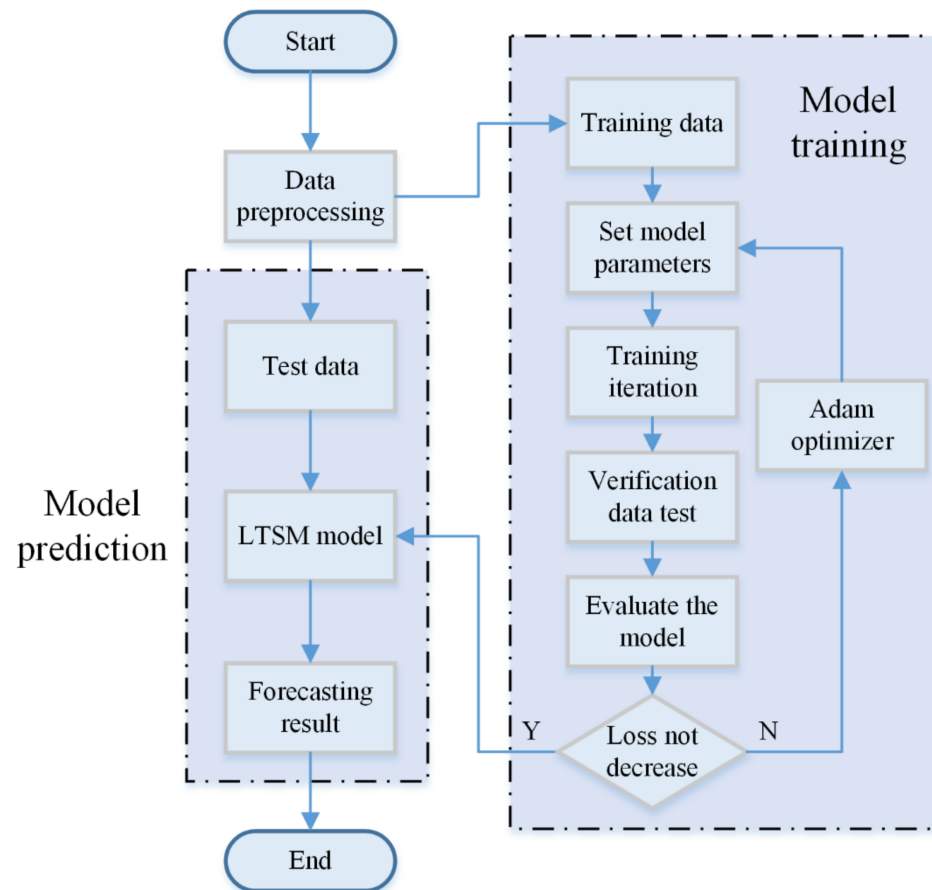 Start
Data
preprocessing
Model
training
Training data
Set model
parameters
Training
iteration
Adam
optimizer
Verification
data test
Evaluate the
model
Y
Loss not
decrease
N
Model
prediction
Test data
LTSM model
Forecasting
result
End